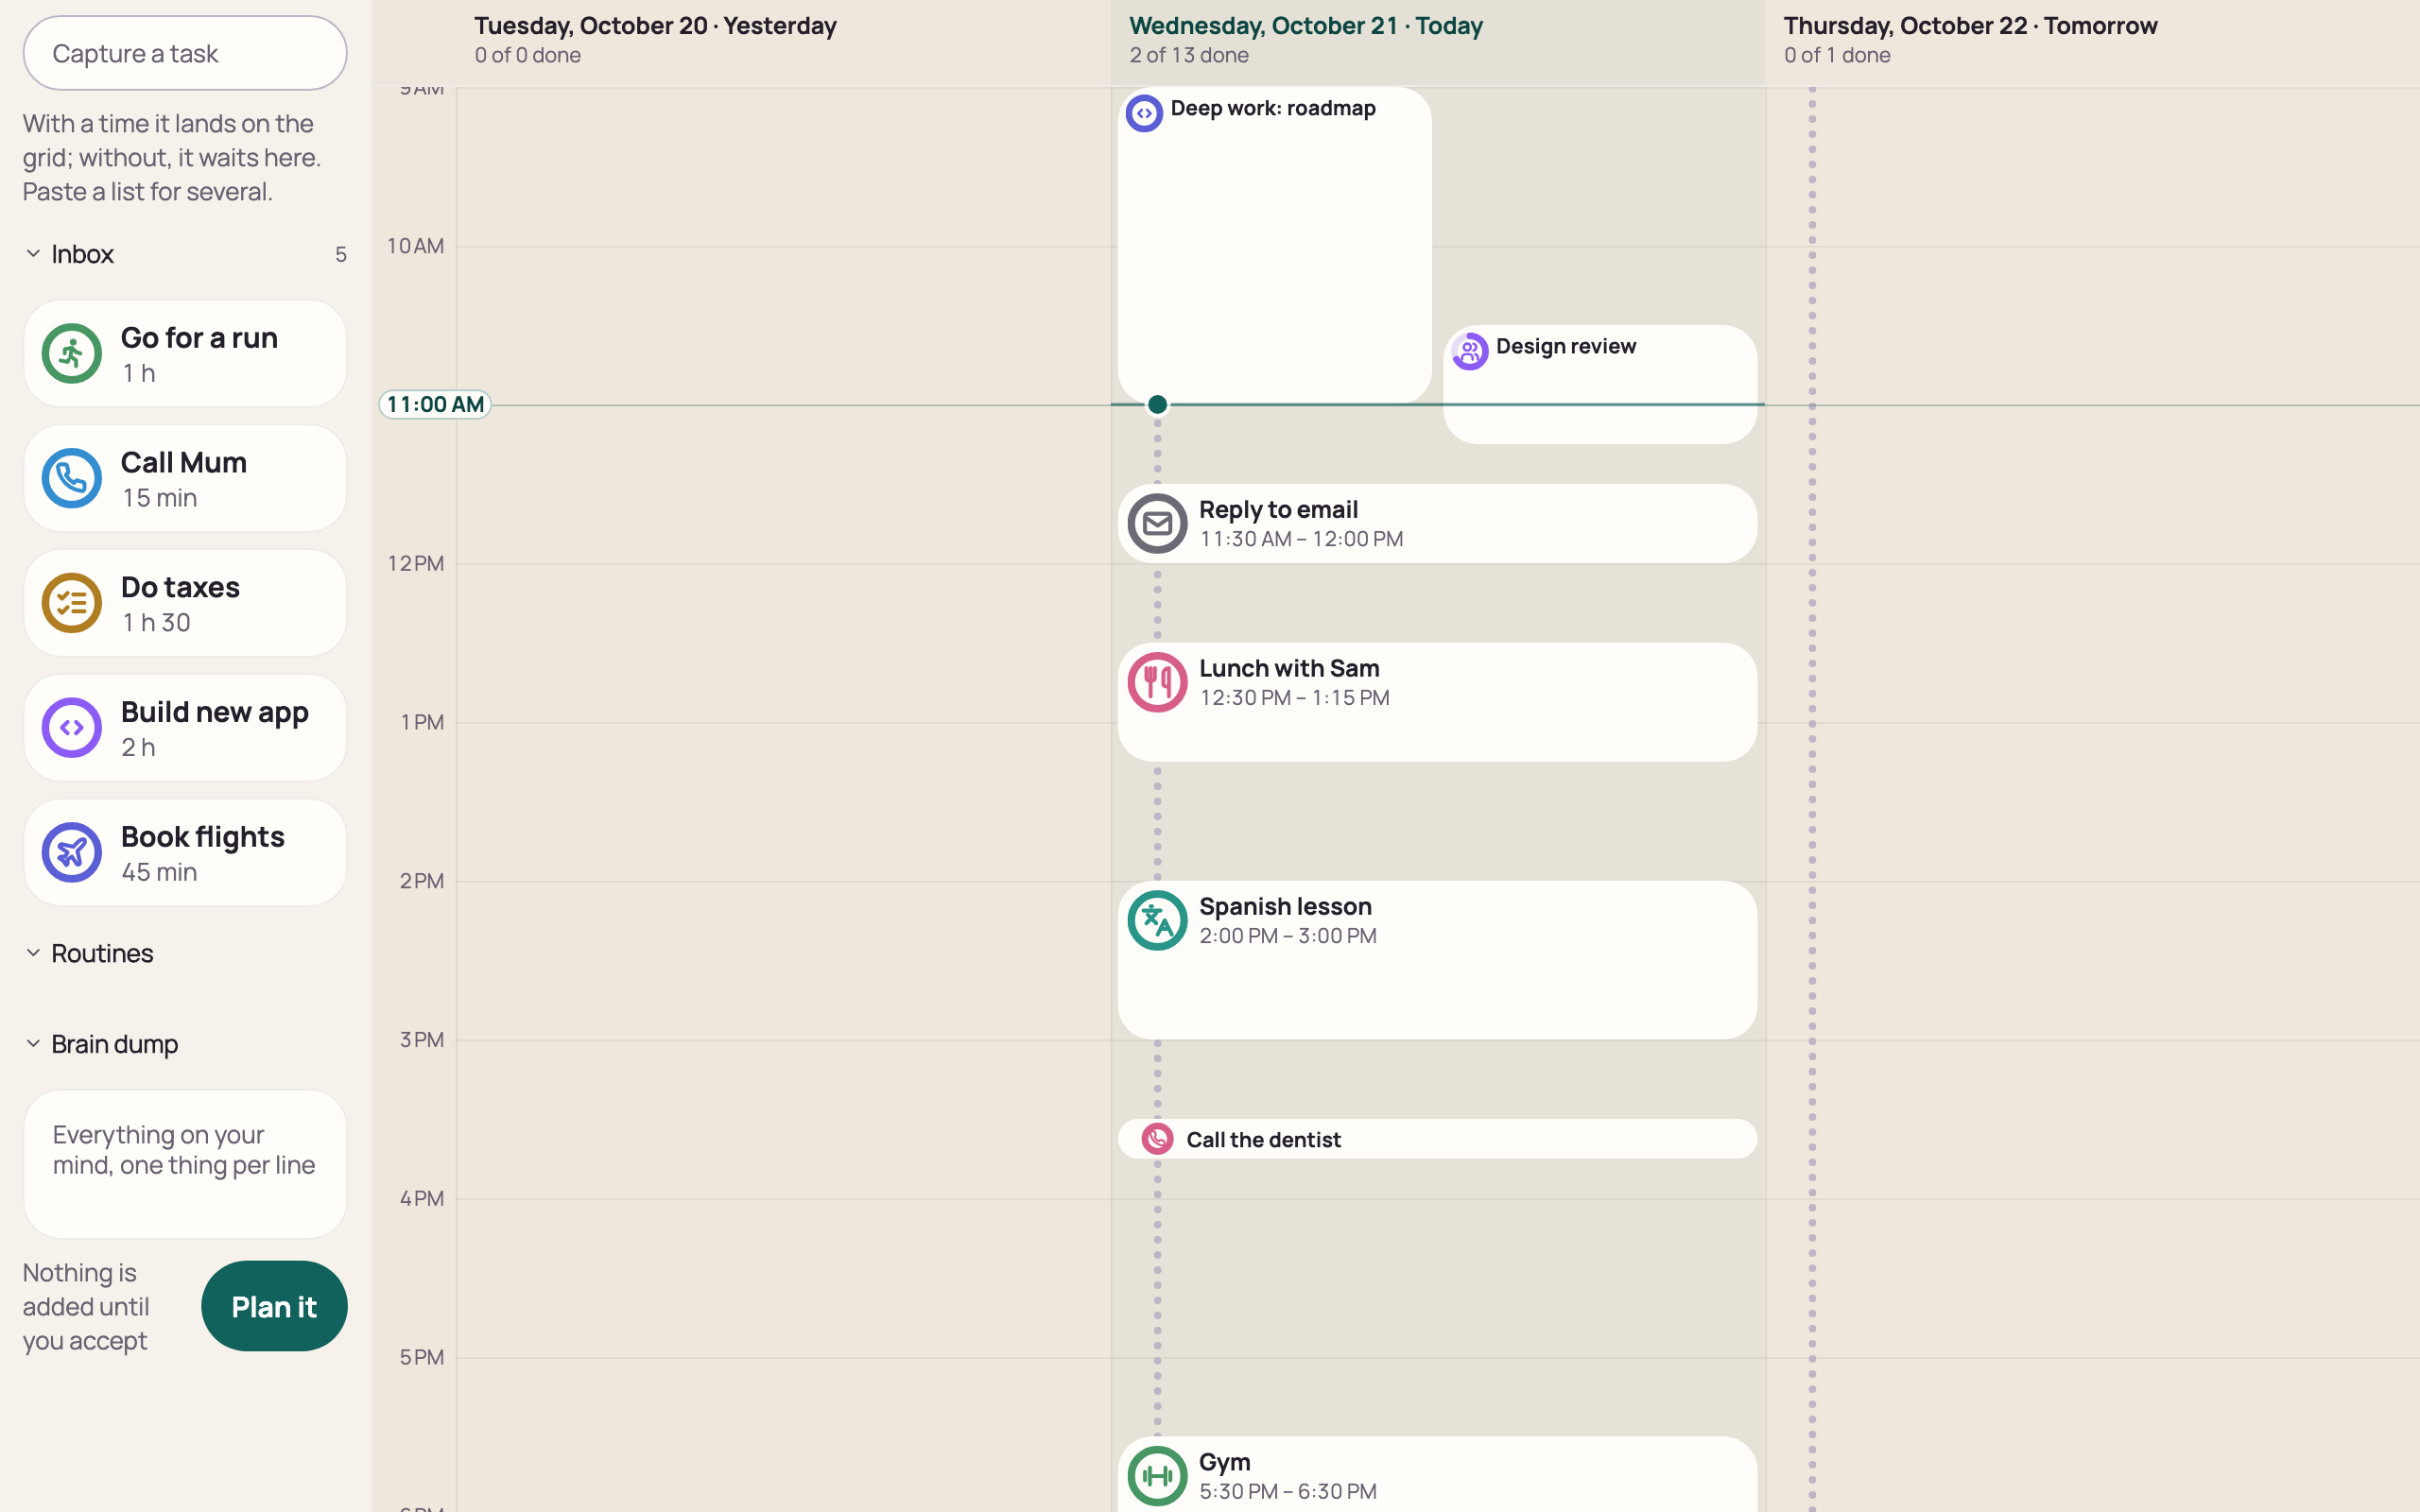 Capture a task
With a time it lands on the
grid; without, it waits here.
Paste a list for several.
Inbox 5
Go for a run
1 h
Call Mum
15 min
Do taxes
1 h 30
Build new app
2 h
Book flights
45 min
Routines
Brain dump
Everything on your
mind, one thing per line
Nothing is
added until
you accept
Plan it
Tuesday, October 20 · Yesterday
0 of 0 done
Wednesday, October 21 · Today
2 of 13 done
Thursday, October 22 · Tomorrow
0 of 1 done
9 AM
10 AM
11:00 AM
12 PM
1 PM
2 PM
3 PM
4 PM
5 PM
6 PM
Deep work: roadmap
Design review
Reply to email
11:30 AM – 12:00 PM
Lunch with Sam
12:30 PM – 1:15 PM
Spanish lesson
2:00 PM – 3:00 PM
Call the dentist
Gym
5:30 PM – 6:30 PM